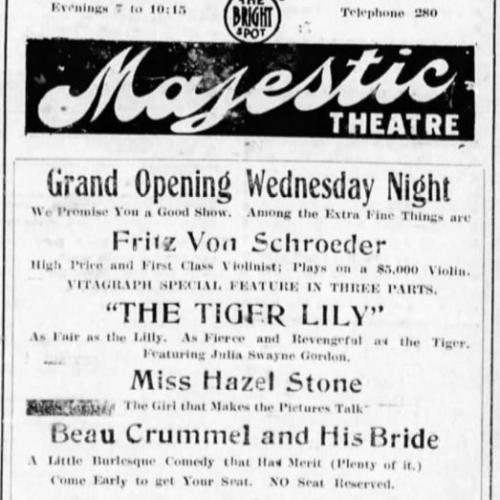 Evenings 7 to 10:15
THE
BRIGHT
SPOT
Telephone 280
Majestic
THEATRE
Grand Opening Wednesday Night
We Promise You a Good Show. Among the Extra Fine Things are
Fritz Von Schroeder
High Price and First Class Violinist; Plays on a $5,000 Violin.
VITAGRAPH SPECIAL FEATURE IN THREE PARTS.
"THE TIGER LILY"
As Fair as the Lilly. As Fierce and Revengeful as the Tiger.
Featuring Julia Swayne Gordon.
Miss Hazel Stone
The Girl that Makes the Pictures Talk
Beau Crummel and His Bride
A Little Burlesque Comedy that Has Merit (Plenty of it.)
Come Early to get Your Seat. NO Seat Reserved.